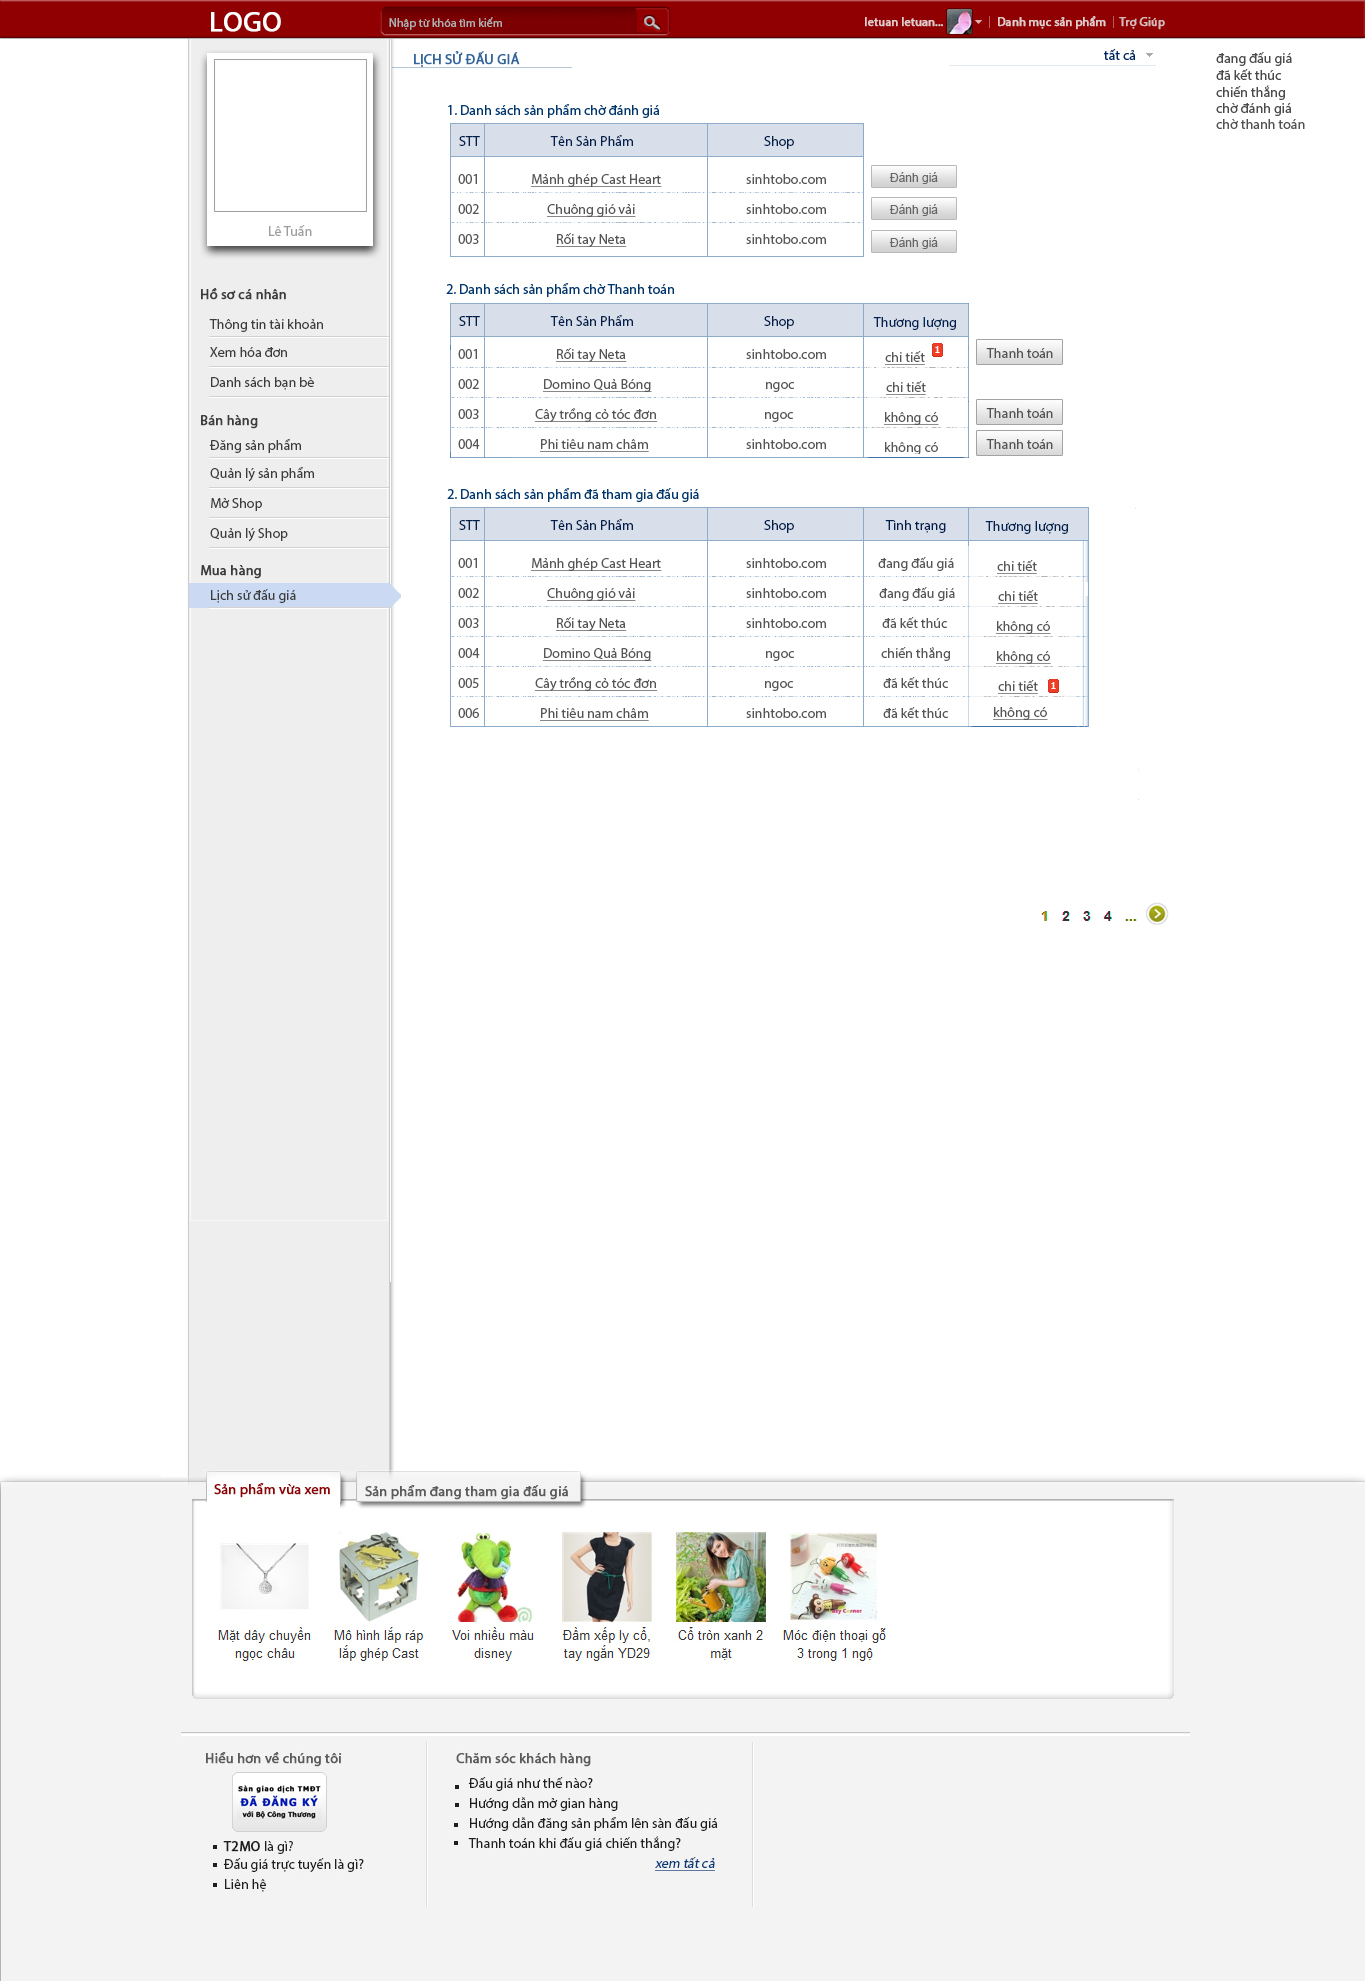 LOGO
Nhập từ khóa tìm kiếm
letuan letuan...
Danh mục sản phẩm
Trợ Giúp
Lê Tuấn
Hồ sơ cá nhân
Thông tin tài khoản
Xem hóa đơn
Danh sách bạn bè
Bán hàng
Đăng sản phẩm
Quản lý sản phẩm
Mở Shop
Quản lý Shop
Mua hàng
Lịch sử đấu giá
LỊCH SỬ ĐẤU GIÁ
tất cả
đang đấu giá
đã kết thúc
chiến thắng
chờ đánh giá
chờ thanh toán
1. Danh sách sản phẩm chờ đánh giá
STT Tên Sản Phẩm Shop
001 Mảnh ghép Cast Heart sinhtobo.com Đánh giá
002 Chuông gió vải sinhtobo.com Đánh giá
003 Rối tay Neta sinhtobo.com Đánh giá
2. Danh sách sản phẩm chờ Thanh toán
STT Tên Sản Phẩm Shop Thương lượng
001 Rối tay Neta sinhtobo.com chi tiết 1 Thanh toán
002 Domino Quả Bóng ngoc chi tiết
003 Cây trồng cỏ tóc đơn ngoc không có Thanh toán
004 Phi tiêu nam châm sinhtobo.com không có Thanh toán
2. Danh sách sản phẩm đã tham gia đấu giá
STT Tên Sản Phẩm Shop Tình trạng Thương lượng
001 Mảnh ghép Cast Heart sinhtobo.com đang đấu giá chi tiết
002 Chuông gió vải sinhtobo.com đang đấu giá chi tiết
003 Rối tay Neta sinhtobo.com đã kết thúc không có
004 Domino Quả Bóng ngoc chiến thắng không có
005 Cây trồng cỏ tóc đơn ngoc đã kết thúc chi tiết 1
006 Phi tiêu nam châm sinhtobo.com đã kết thúc không có
1 2 3 4 ...
Sản phẩm vừa xem
Sản phẩm đang tham gia đấu giá
Mặt dây chuyền
ngọc châu
Mô hình lắp ráp
lắp ghép Cast
Voi nhiều màu
disney
Đầm xếp ly cổ,
tay ngắn YD29
Cổ tròn xanh 2
mặt
Móc điện thoại gỗ
3 trong 1 ngộ
Hiểu hơn về chúng tôi
Sàn giao dịch TMĐT
ĐÃ ĐĂNG KÝ
với Bộ Công Thương
T2MO là gì?
Đấu giá trực tuyến là gì?
Liên hệ
Chăm sóc khách hàng
Đấu giá như thế nào?
Hướng dẫn mở gian hàng
Hướng dẫn đăng sản phẩm lên sàn đấu giá
Thanh toán khi đấu giá chiến thắng?
xem tất cả